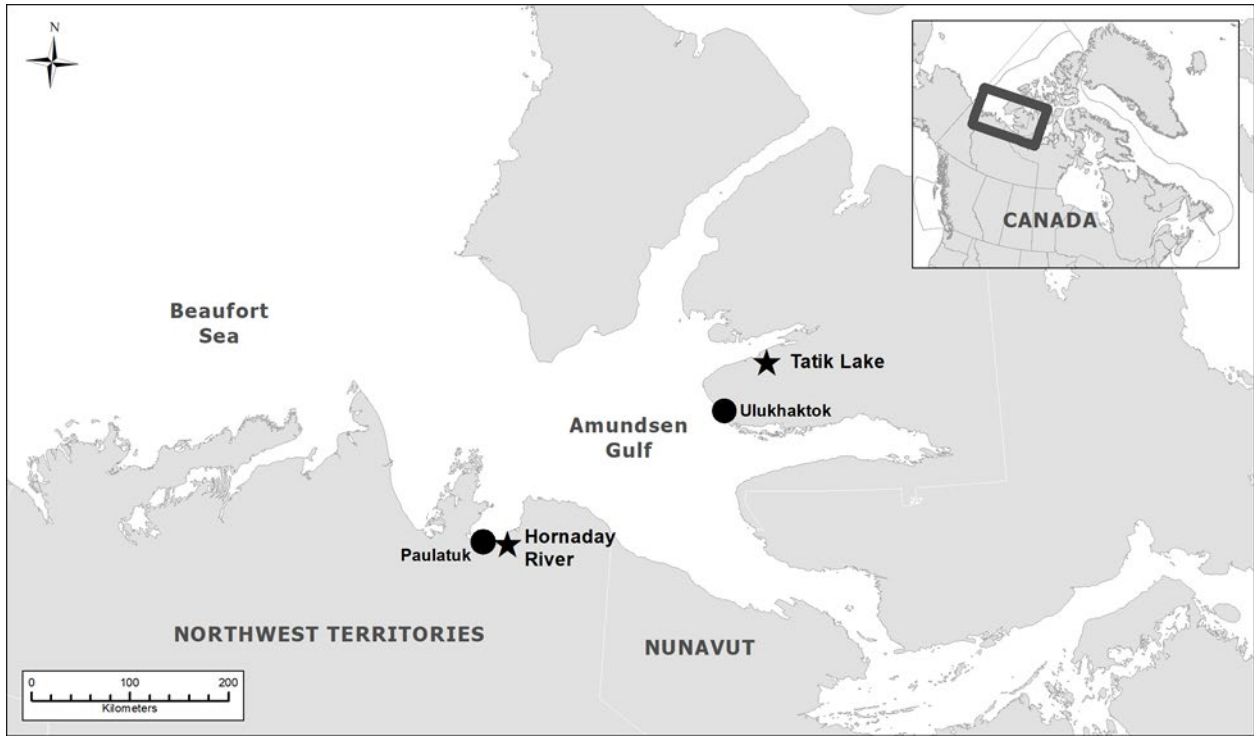 N
CANADA
Beaufort
Sea
Tatik Lake
Ulukhaktok
Amundsen
Gulf
Hornaday
River
Paulatuk
NORTHWEST TERRITORIES
NUNAVUT
0 100 200
Kilometers